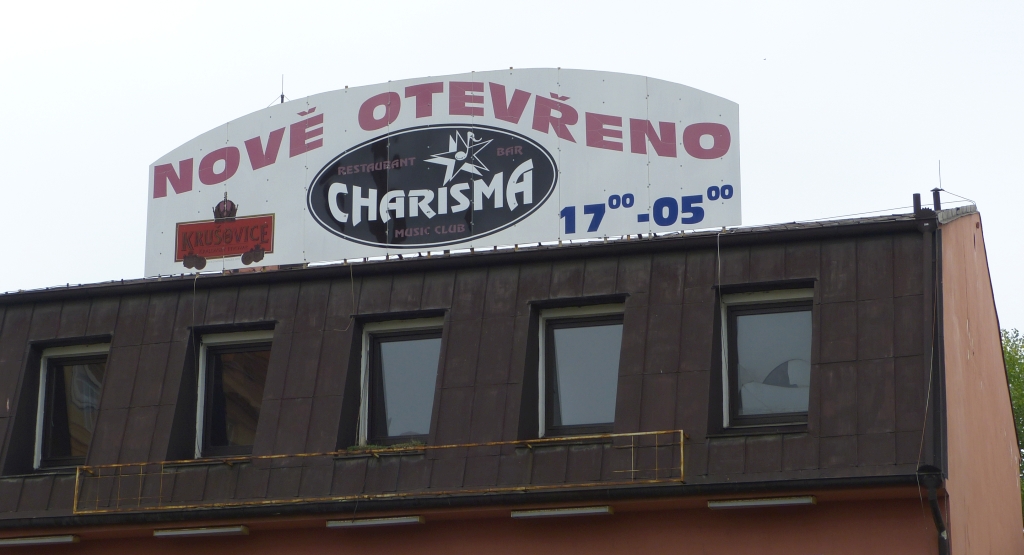 NOVĚ OTEVŘENO
RESTAURANT BAR
CHARISMA
MUSIC CLUB
KRUŠOVICE
17⁰⁰-05⁰⁰